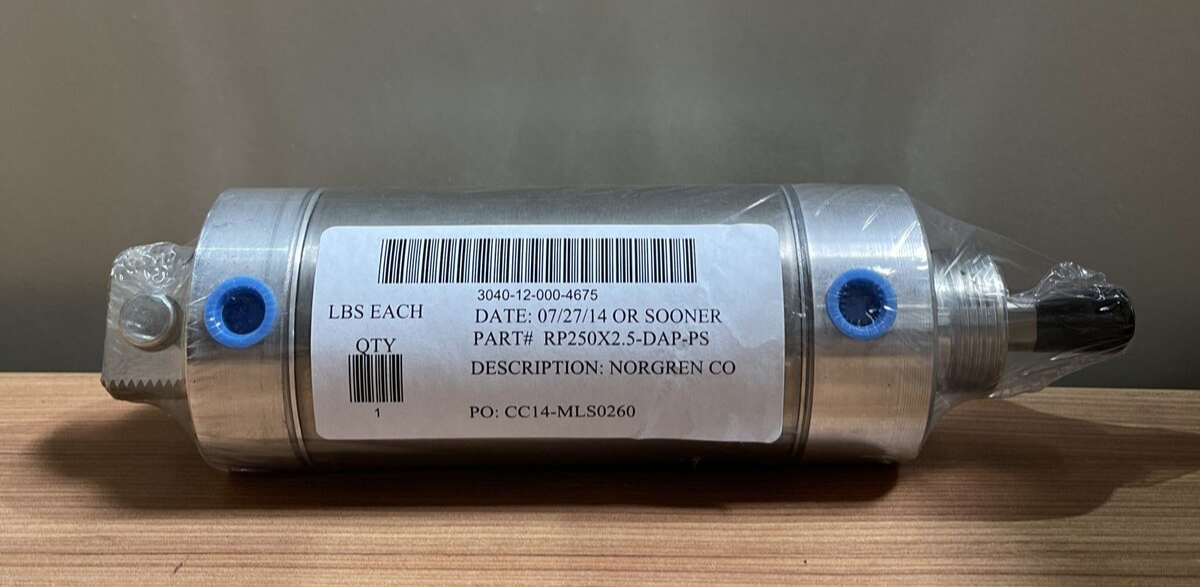 3040-12-000-4675
LBS EACH
DATE: 07/27/14 OR SOONER
PART# RP250X2.5-DAP-PS
QTY
DESCRIPTION: NORGREN CO
1
PO: CC14-MLS0260